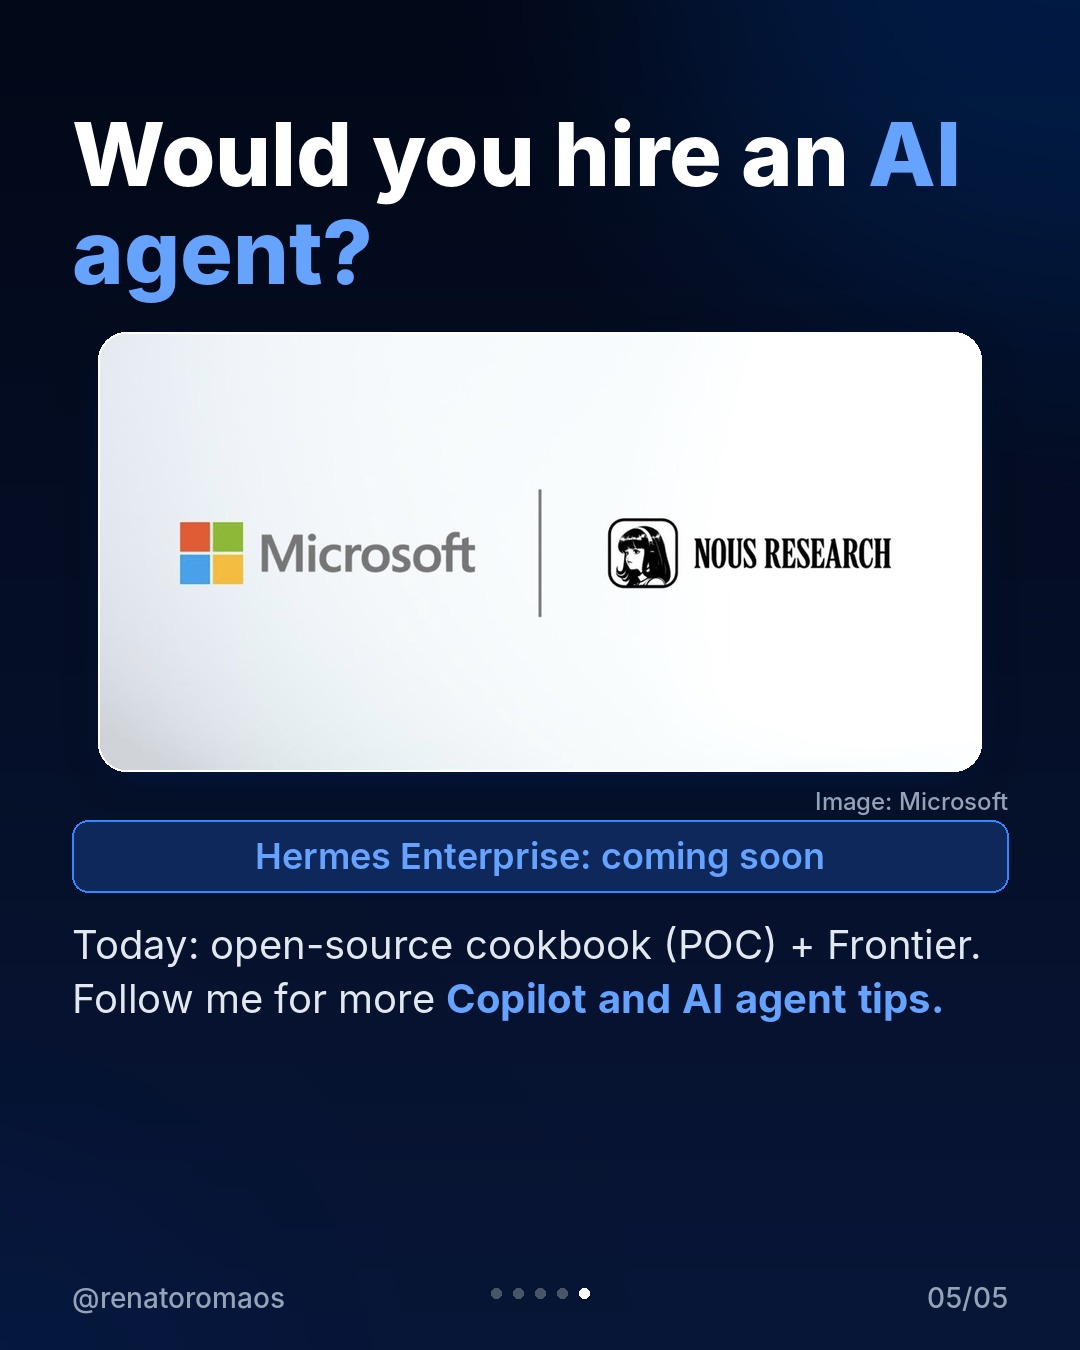 Would you hire an AI
agent?
Microsoft
NOUS RESEARCH
Image: Microsoft
Hermes Enterprise: coming soon
Today: open-source cookbook (POC) + Frontier.
Follow me for more Copilot and AI agent tips.
@renatoromaos
05/05